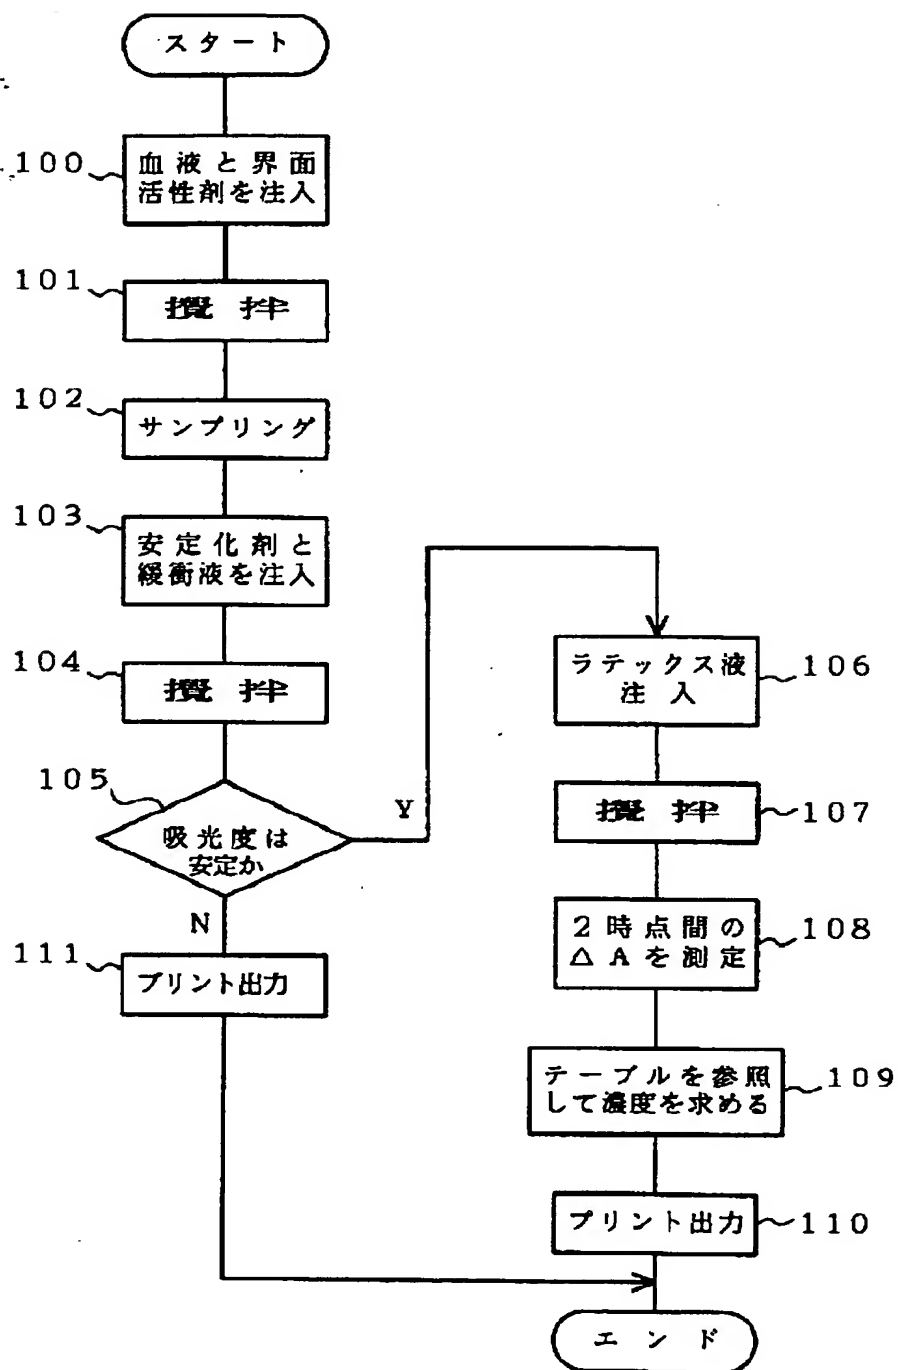 スタート
100
血液と界面
活性剤を注入
101
攪拌
102
サンプリング
103
安定化剤と
緩衝液を注入
104
攪拌
105
吸光度は
安定か
Y
N
111
プリント出力
ラテックス液
注入
106
攪拌
107
2時点間の
△Aを測定
108
テーブルを参照
して濃度を求める
109
プリント出力
110
エンド